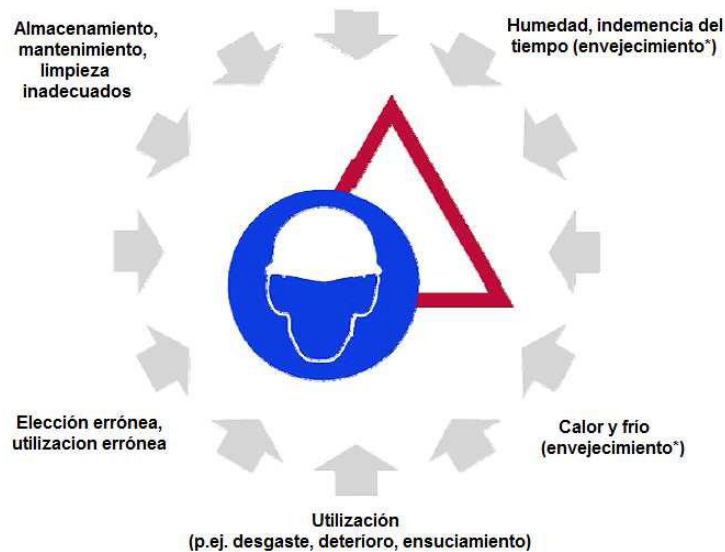 Almacenamiento,
mantenimiento,
limpieza
inadecuados
Humedad, indemencia del
tiempo (envejecimiento*)
Elección errónea,
utilizacion errónea
Calor y frío
(envejecimiento*)
Utilización
(p.ej. desgaste, deterioro, ensuciamiento)